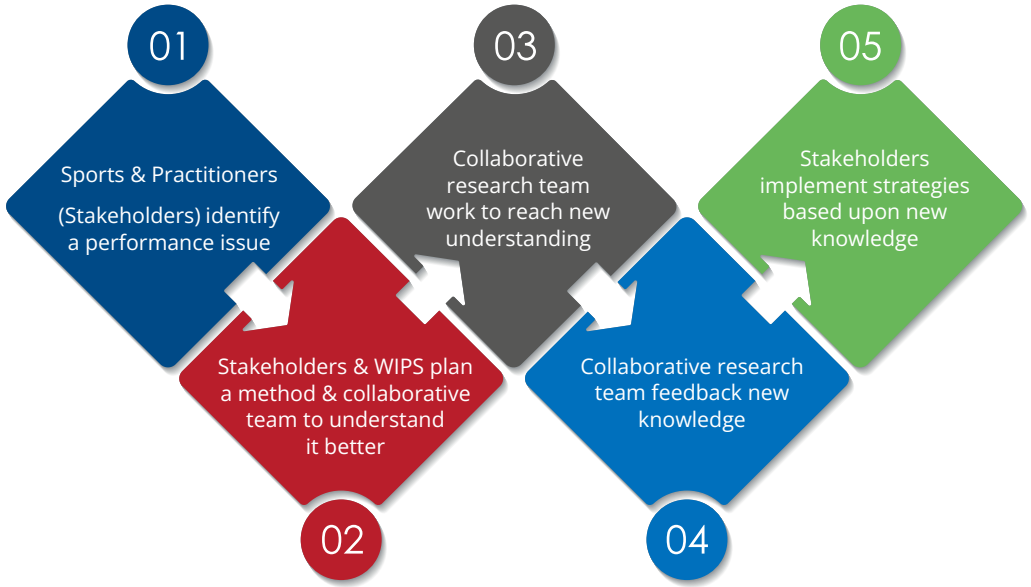 01
Sports & Practitioners
(Stakeholders) identify
a performance issue
02
Stakeholders & WIPS plan
a method & collaborative
team to understand
it better
03
Collaborative
research team
work to reach new
understanding
04
Collaborative research
team feedback new
knowledge
05
Stakeholders
implement strategies
based upon new
knowledge